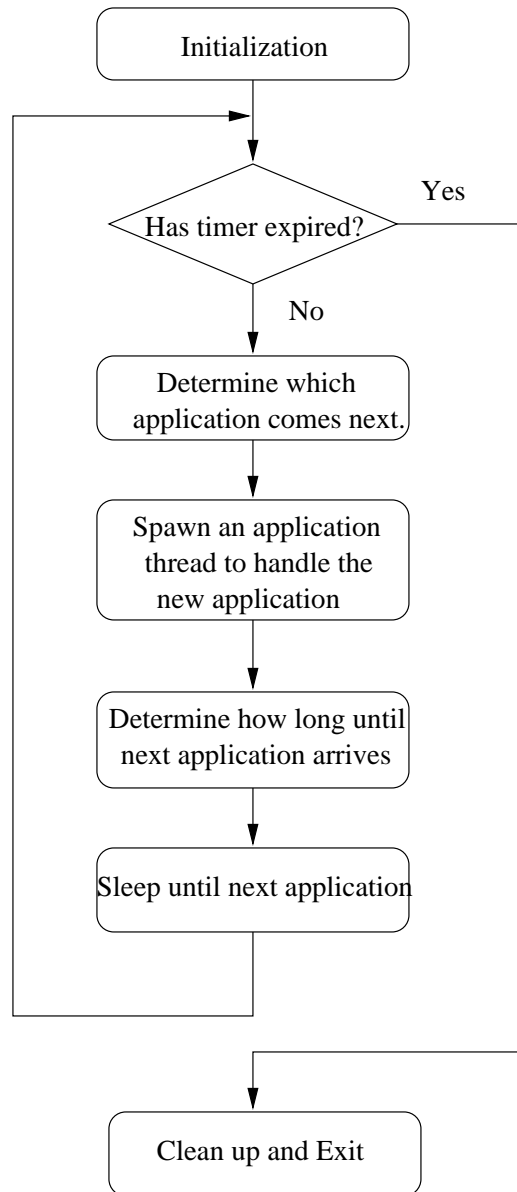 Initialization
Yes
Has timer expired?
No
Determine which
application comes next.
Spawn an application
thread to handle the
new application
Determine how long until
next application arrives
Sleep until next application
Clean up and Exit